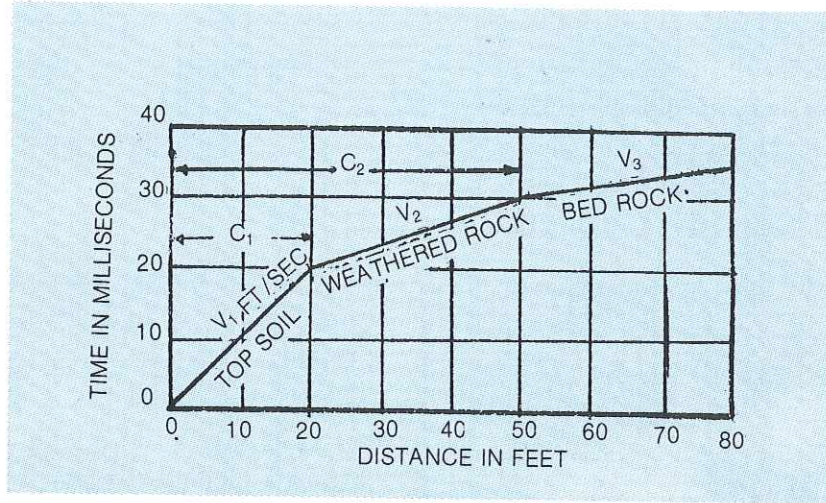 40
30
20
10
0
TIME IN MILLISECONDS
C₂
C₁
V₁ FT/SEC
TOP SOIL
V₂
WEATHERED ROCK
V₃
BED ROCK
0 10 20 30 40 50 60 70 80
DISTANCE IN FEET